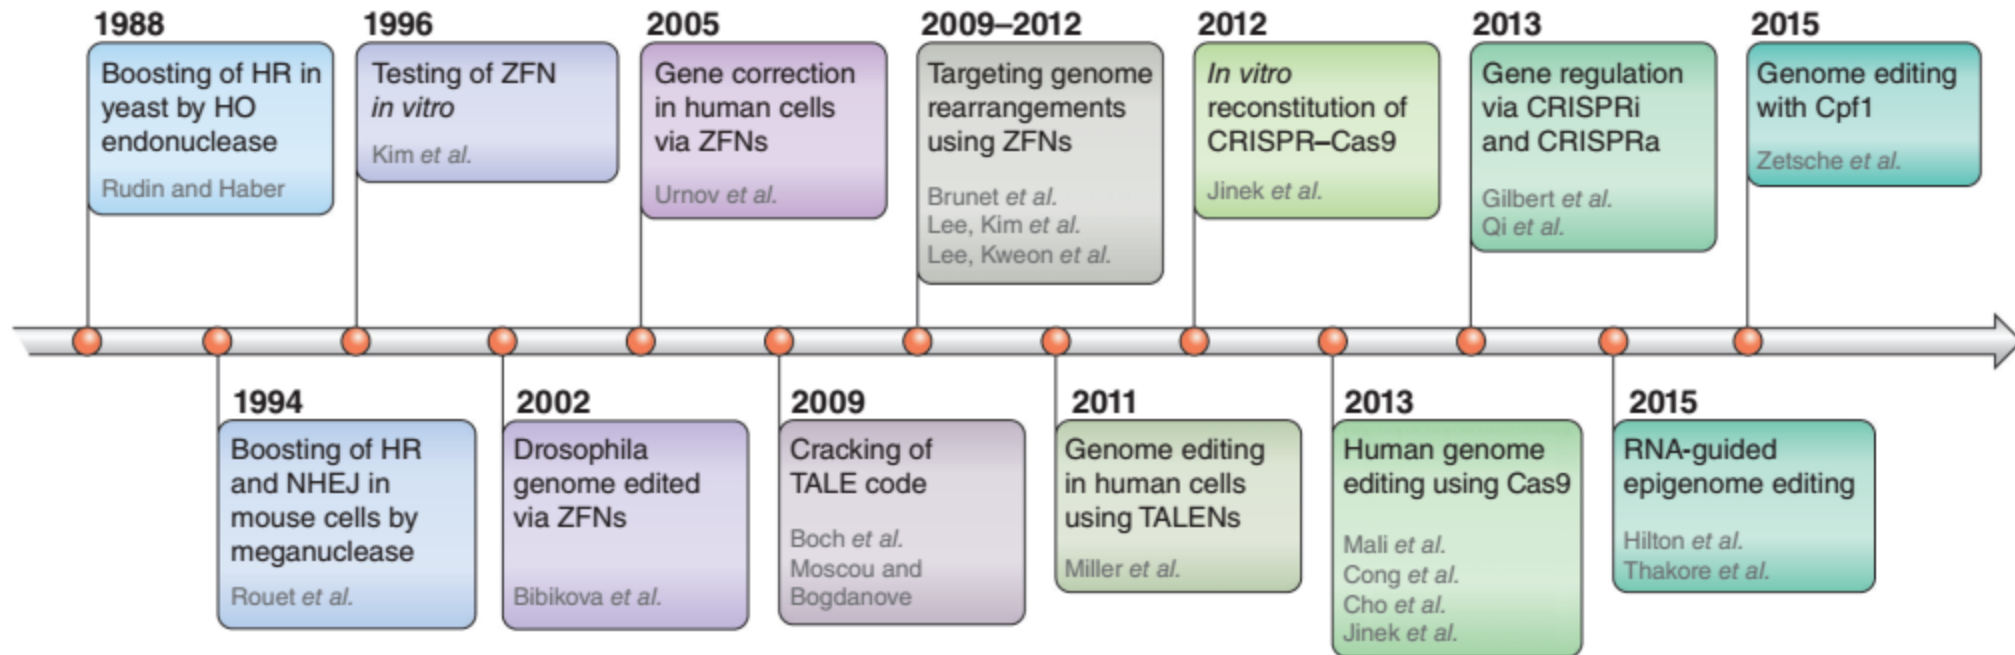 1988
Boosting of HR in
yeast by HO
endonuclease
Rudin and Haber
1996
Testing of ZFN
in vitro
Kim et al.
2005
Gene correction
in human cells
via ZFNs
Urnov et al.
2009–2012
Targeting genome
rearrangements
using ZFNs
Brunet et al.
Lee, Kim et al.
Lee, Kweon et al.
2012
In vitro
reconstitution of
CRISPR–Cas9
Jinek et al.
2013
Gene regulation
via CRISPRi
and CRISPRa
Gilbert et al.
Qi et al.
2015
Genome editing
with Cpf1
Zetsche et al.
1994
Boosting of HR
and NHEJ in
mouse cells by
meganuclease
Rouet et al.
2002
Drosophila
genome edited
via ZFNs
Bibikova et al.
2009
Cracking of
TALE code
Boch et al.
Moscou and
Bogdanove
2011
Genome editing
in human cells
using TALENs
Miller et al.
2013
Human genome
editing using Cas9
Mali et al.
Cong et al.
Cho et al.
Jinek et al.
2015
RNA-guided
epigenome editing
Hilton et al.
Thakore et al.